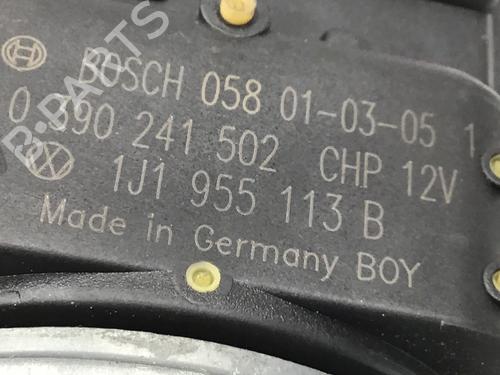 B-PARTS
BOSCH 058 01-03-05 1
0 390 241 502 CHP 12V
1J1 955 113 B
Made in Germany BOY